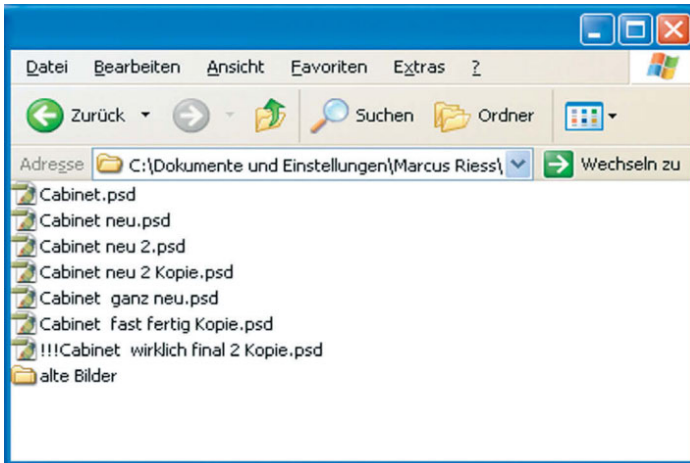 Datei Bearbeiten Ansicht Favoriten Extras ?
Zurück Suchen Ordner
Adresse C:\Dokumente und Einstellungen\Marcus Riess\ Wechseln zu
Cabinet.psd
Cabinet neu.psd
Cabinet neu 2.psd
Cabinet neu 2 Kopie.psd
Cabinet  ganz neu.psd
Cabinet  fast fertig Kopie.psd
!!!Cabinet  wirklich final 2 Kopie.psd
alte Bilder